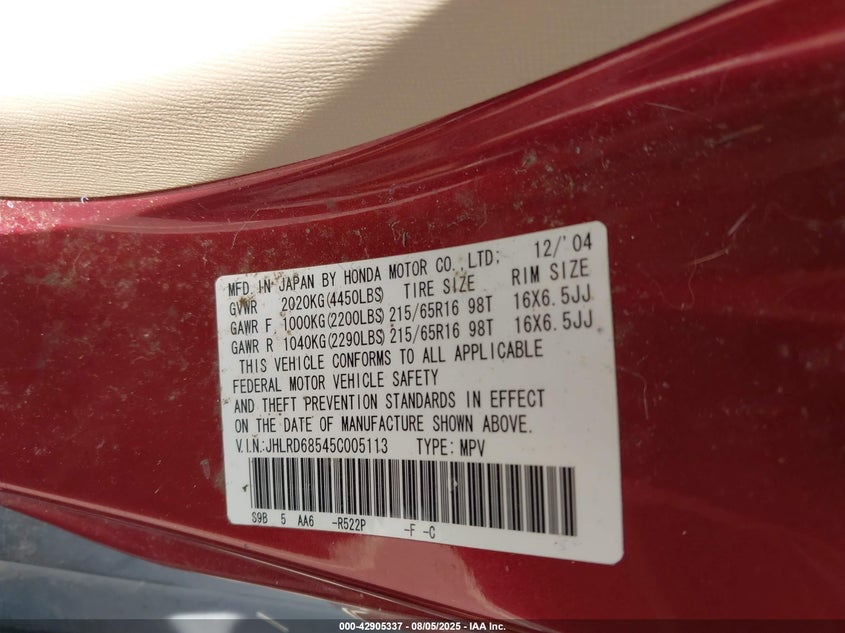 MFD. IN JAPAN BY HONDA MOTOR CO., LTD; 12/'04
GVWR 2020KG(4450LBS) TIRE SIZE RIM SIZE
GAWR F 1000KG(2200LBS) 215/65R16 98T 16X6.5JJ
GAWR R 1040KG(2290LBS) 215/65R16 98T 16X6.5JJ
THIS VEHICLE CONFORMS TO ALL APPLICABLE
FEDERAL MOTOR VEHICLE SAFETY
AND THEFT PREVENTION STANDARDS IN EFFECT
ON THE DATE OF MANUFACTURE SHOWN ABOVE.
V.I.N.:JHLRD68545C005113 TYPE: MPV
S9B 5 AA6 -R522P -F -C
000-42905337 - 08/05/2025 - IAA Inc.